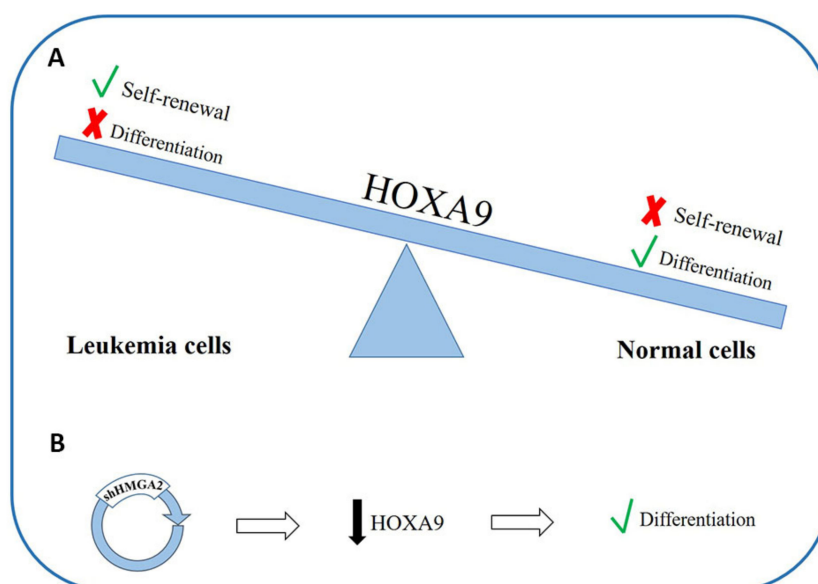 A
Self-renewal
Differentiation
HOXA9
Self-renewal
Differentiation
Leukemia cells
Normal cells
B
shHMGA2
HOXA9
Differentiation